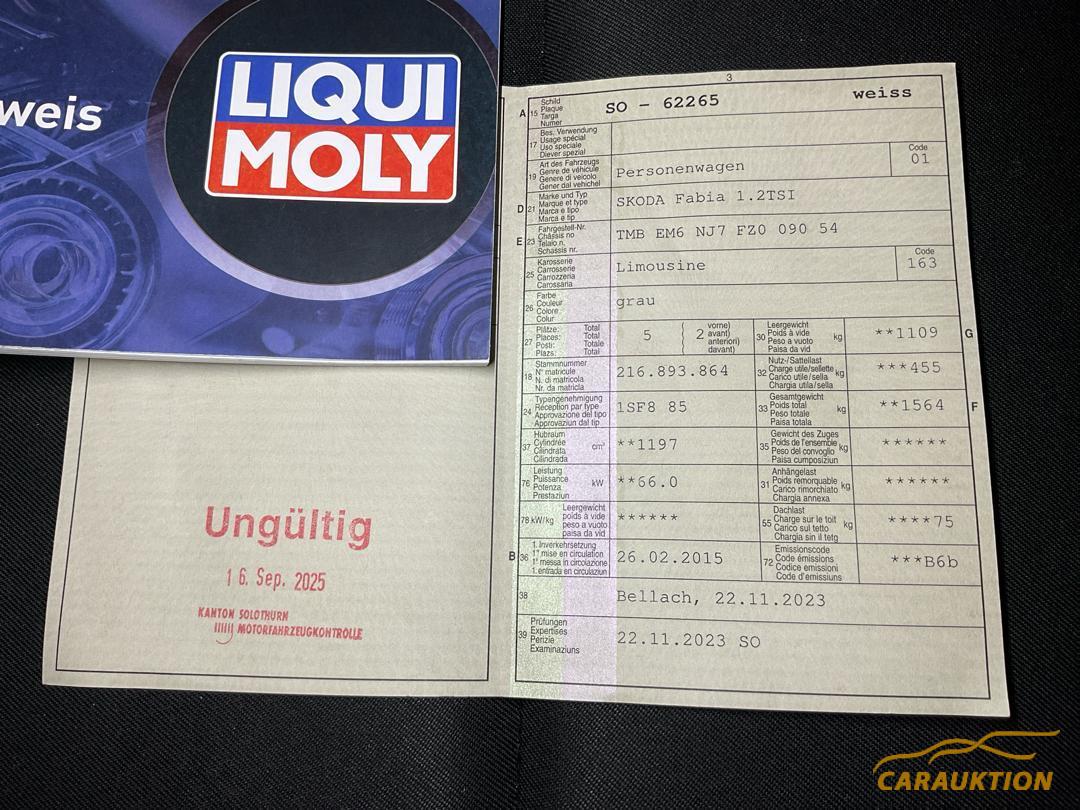 weis
LIQUI
MOLY
Ungültig
16. Sep. 2025
KANTON SOLOTHURN
MOTORFAHRZEUGKONTROLLE
3
A 15 Schild
Plaque
Targa
Numer
SO - 62265 weiss
17 Bes. Verwendung
Usage spécial
Uso speciale
Diever spezial
19 Art des Fahrzeugs
Genre de véhicule
Genere di veicolo
Gener dal vehichel
Personenwagen
Code
01
D 21 Marke und Typ
Marque et type
Marca e tipo
Marca e tip
SKODA Fabia 1.2TSI
E 23 Fahrgestell-Nr.
Châssis no
Telaio n.
Schassis nr.
TMB EM6 NJ7 FZ0 090 54
25 Karosserie
Carrosserie
Carrozzeria
Carossaria
Limousine
Code
163
26 Farbe
Couleur
Colore
Colur
grau
27 Plätze: Total
Places: Total
Posti: Totale
Plazs: Total
5 ( 2 vorne)
avant)
anteriori)
davant)
30 Leergewicht
Poids à vide
Peso a vuoto
Paisa da vid
kg
**1109 G
18 Stammnummer
N° matricule
N. di matricola
Nr. da matricla
216.893.864
32 Nutz-/Sattellast
Charge utile/sellette
Carico utile/sella
Chargia utila/sella
kg
***455
24 Typengenehmigung
Réception par type
Approvazione del tipo
Approvaziun dal tip
1SF8 85
33 Gesamtgewicht
Poids total
Peso totale
Paisa totala
kg
**1564 F
37 Hubraum
Cylindrée
Cilindrata
Cilindrada
cm³
**1197
35 Gewicht des Zuges
Poids de l'ensemble
Peso del convoglio
Paisa cumposiziun
kg
******
76 Leistung
Puissance
Potenza
Prestaziun
kW
**66.0
31 Anhängelast
Poids remorquable
Carico rimorchiato
Chargia annexa
kg
******
78 kW/kg Leergewicht
poids à vide
peso a vuoto
paisa da vid
******
55 Dachlast
Charge sur le toit
Carico sul tetto
Chargia sin il tetg
kg
****75
B 36 1. Inverkehrsetzung
1re mise en circulation
1a messa in circolazione
1. entrada en circulaziun
26.02.2015
72 Emissionscode
Code émissions
Codice emissioni
Code d'emissiuns
***B6b
38 Bellach, 22.11.2023
39 Prüfungen
Expertises
Perizie
Examinaziuns
22.11.2023 SO
CARAUKTION